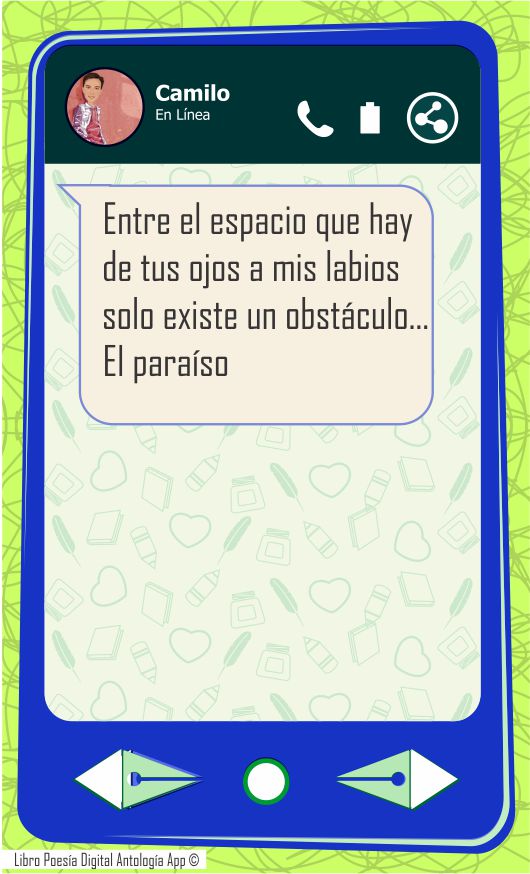 Camilo
En Línea
Entre el espacio que hay
de tus ojos a mis labios
solo existe un obstáculo...
El paraíso
Libro Poesía Digital Antología App ©